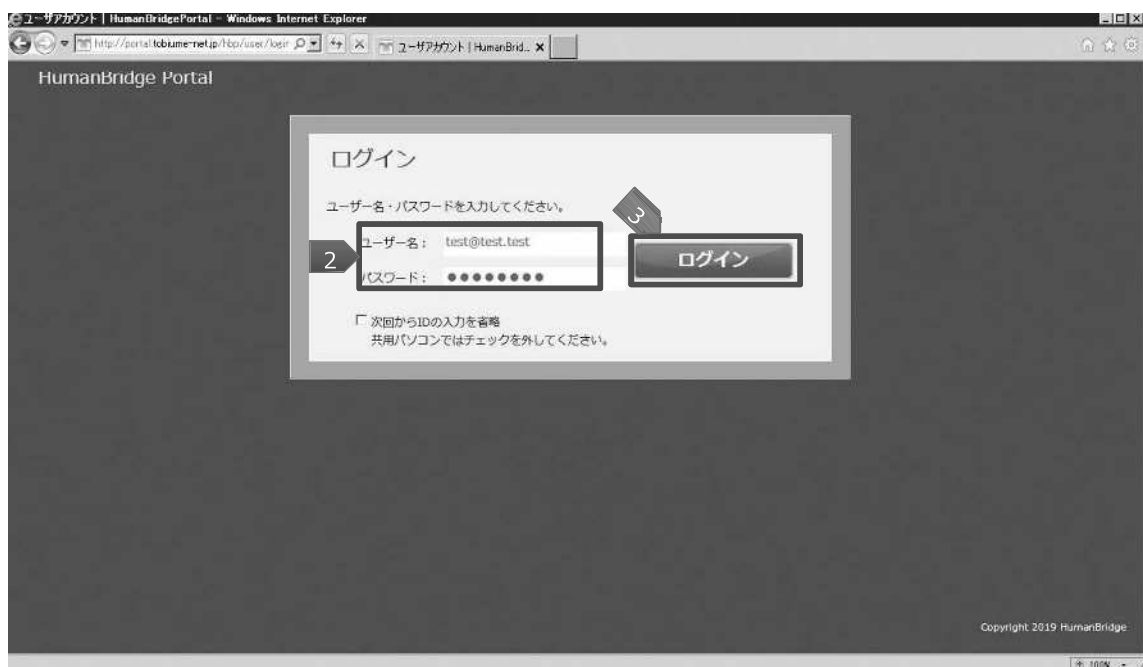 ユーザアカウント | HumanBridgePortal - Windows Internet Explorer
http://portal.tobiume-net.jp/hbp/user/login
ユーザアカウント | HumanBrid...
HumanBridge Portal
ログイン
ユーザー名・パスワードを入力してください。
3
ユーザー名： test@test.test
2
ログイン
パスワード： ●●●●●●●●
次回からIDの入力を省略
共用パソコンではチェックを外してください。
Copyright 2019 HumanBridge
100%